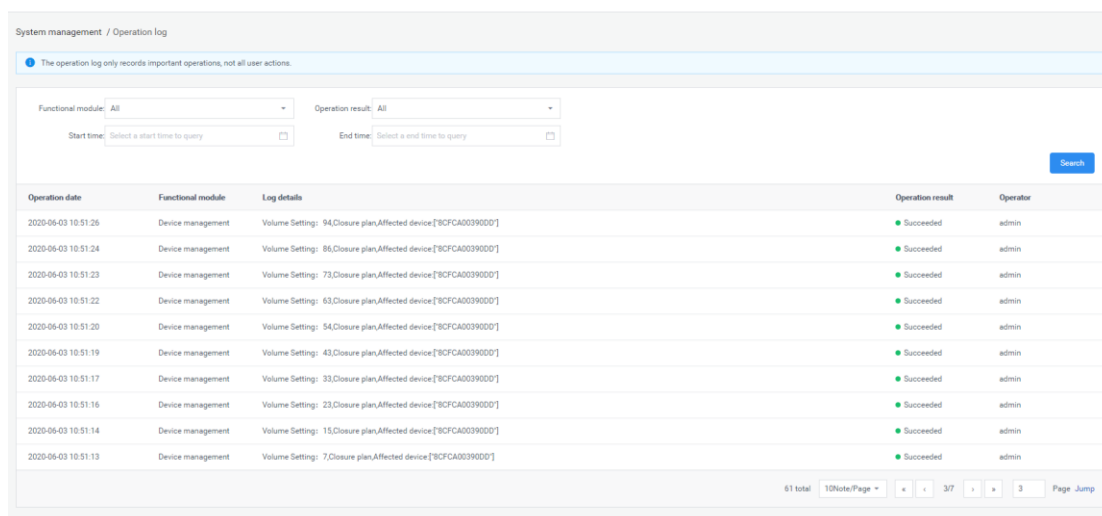 System management / Operation log
The operation log only records important operations, not all user actions.
Functional module: All Operation result: All
Start time: Select a start time to query End time: Select a end time to query
Search
Operation date Functional module Log details Operation result Operator
2020-06-03 10:51:26 Device management Volume Setting: 94,Closure plan,Affected device:["8CFCA00390DD"] Succeeded admin
2020-06-03 10:51:24 Device management Volume Setting: 86,Closure plan,Affected device:["8CFCA00390DD"] Succeeded admin
2020-06-03 10:51:23 Device management Volume Setting: 73,Closure plan,Affected device:["8CFCA00390DD"] Succeeded admin
2020-06-03 10:51:22 Device management Volume Setting: 63,Closure plan,Affected device:["8CFCA00390DD"] Succeeded admin
2020-06-03 10:51:20 Device management Volume Setting: 54,Closure plan,Affected device:["8CFCA00390DD"] Succeeded admin
2020-06-03 10:51:19 Device management Volume Setting: 43,Closure plan,Affected device:["8CFCA00390DD"] Succeeded admin
2020-06-03 10:51:17 Device management Volume Setting: 33,Closure plan,Affected device:["8CFCA00390DD"] Succeeded admin
2020-06-03 10:51:16 Device management Volume Setting: 23,Closure plan,Affected device:["8CFCA00390DD"] Succeeded admin
2020-06-03 10:51:14 Device management Volume Setting: 15,Closure plan,Affected device:["8CFCA00390DD"] Succeeded admin
2020-06-03 10:51:13 Device management Volume Setting: 7,Closure plan,Affected device:["8CFCA00390DD"] Succeeded admin
61 total 10Note/Page « ‹ 3/7 › » 3 Page Jump